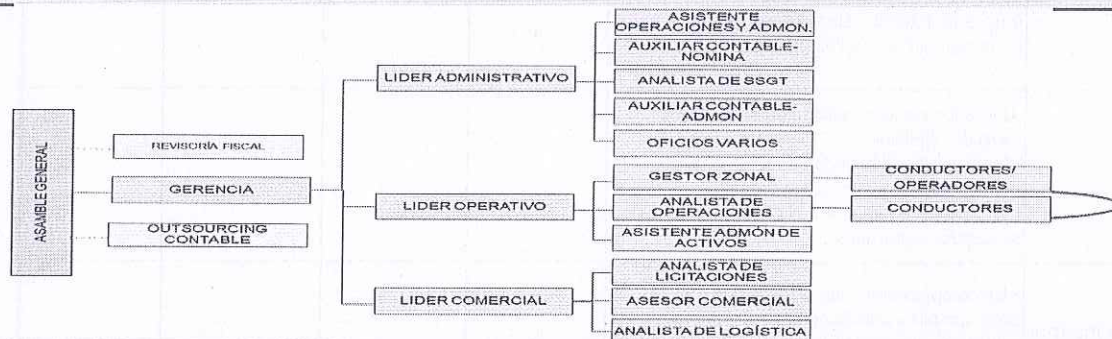 ASAMBLE GENERAL
REVISORÍA FISCAL
GERENCIA
OUTSOURCING
CONTABLE
LIDER ADMINISTRATIVO
ASISTENTE
OPERACIONES Y ADMON.
AUXILIAR CONTABLE-
NOMINA
ANALISTA DE SSGT
AUXILIAR CONTABLE-
ADMON
OFICIOS VARIOS
LIDER OPERATIVO
GESTOR ZONAL
CONDUCTORES/
OPERADORES
ANALISTA DE
OPERACIONES
CONDUCTORES
ASISTENTE ADMÓN DE
ACTIVOS
LIDER COMERCIAL
ANALISTA DE
LICITACIONES
ASESOR COMERCIAL
ANALISTA DE LOGÍSTICA